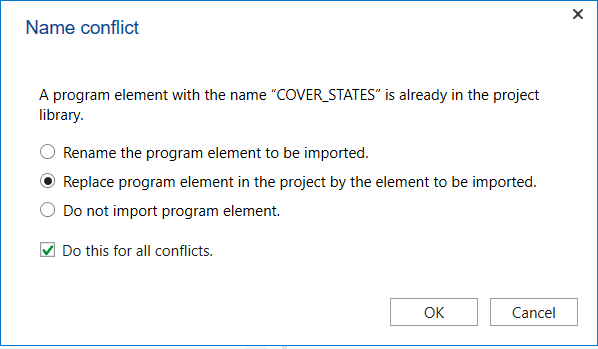 Name conflict
A program element with the name “COVER_STATES” is already in the project
library.
Rename the program element to be imported.
Replace program element in the project by the element to be imported.
Do not import program element.
Do this for all conflicts.
OK
Cancel